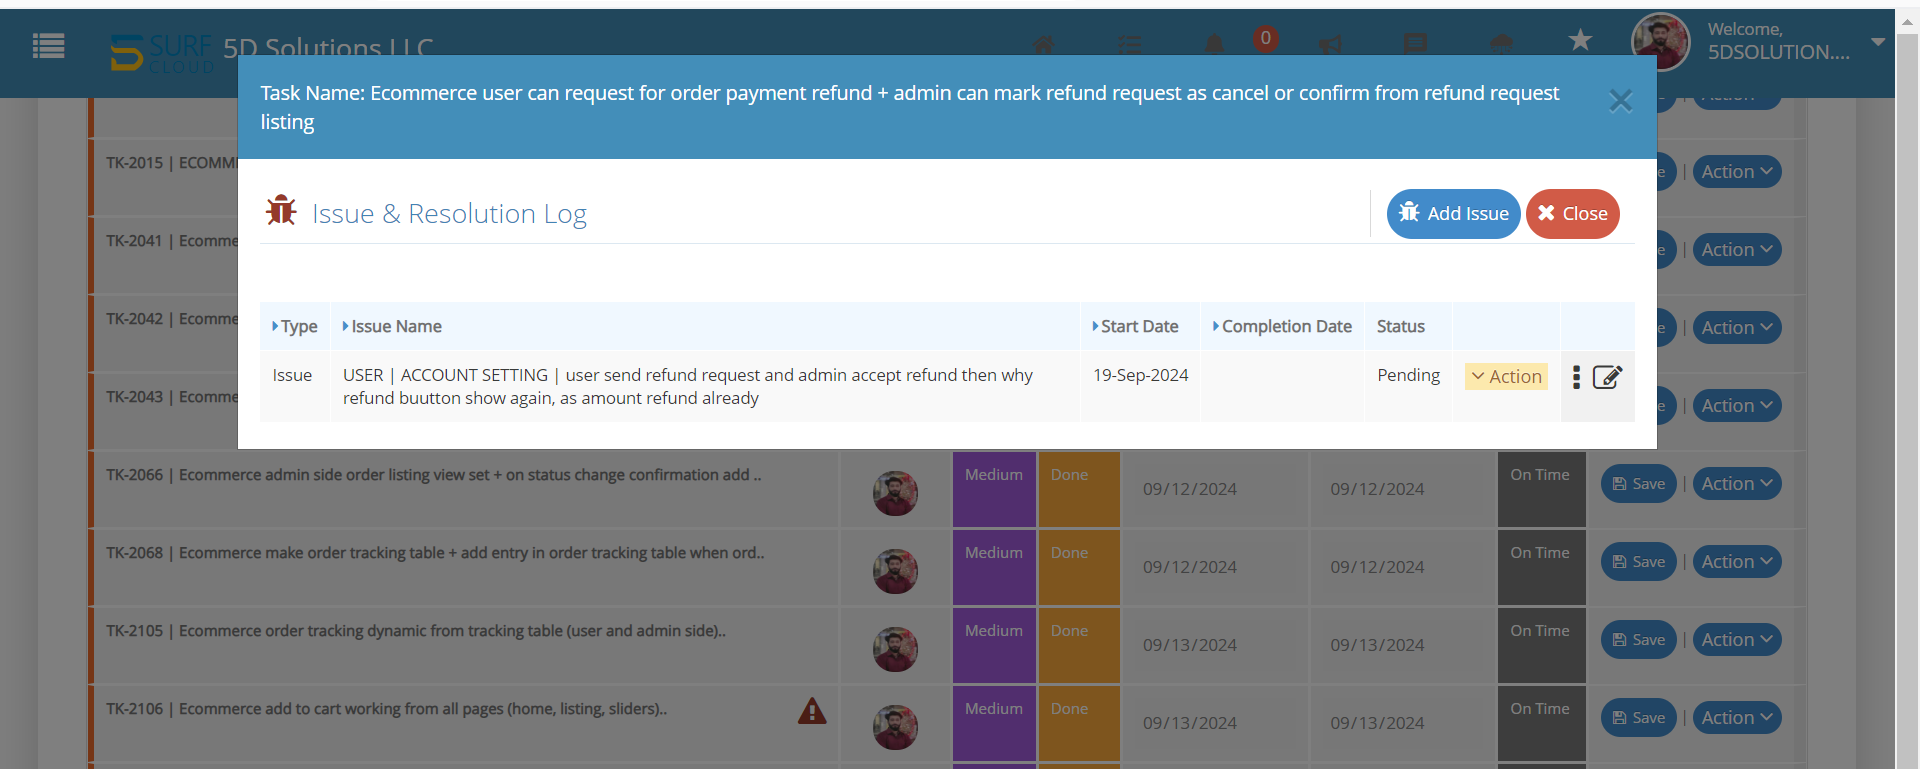 SURF
CLOUD
5D Solutions LLC
0
Welcome,
5DSOLUTION....
Task Name: Ecommerce user can request for order payment refund + admin can mark refund request as cancel or confirm from refund request
listing
Issue & Resolution Log
Add Issue
Close
Type
Issue Name
Start Date
Completion Date
Status
Issue
USER | ACCOUNT SETTING | user send refund request and admin accept refund then why
refund buutton show again, as amount refund already
19-Sep-2024
Pending
Action
TK-2015 | ECOMM
e | Action
TK-2041 | Ecomme
e | Action
TK-2042 | Ecomme
e | Action
TK-2043 | Ecomme
e | Action
TK-2066 | Ecommerce admin side order listing view set + on status change confirmation add ..
Medium
Done
09/12/2024
09/12/2024
On Time
Save | Action
TK-2068 | Ecommerce make order tracking table + add entry in order tracking table when ord..
Medium
Done
09/12/2024
09/12/2024
On Time
Save | Action
TK-2105 | Ecommerce order tracking dynamic from tracking table (user and admin side)..
Medium
Done
09/13/2024
09/13/2024
On Time
Save | Action
TK-2106 | Ecommerce add to cart working from all pages (home, listing, sliders)..
Medium
Done
09/13/2024
09/13/2024
On Time
Save | Action